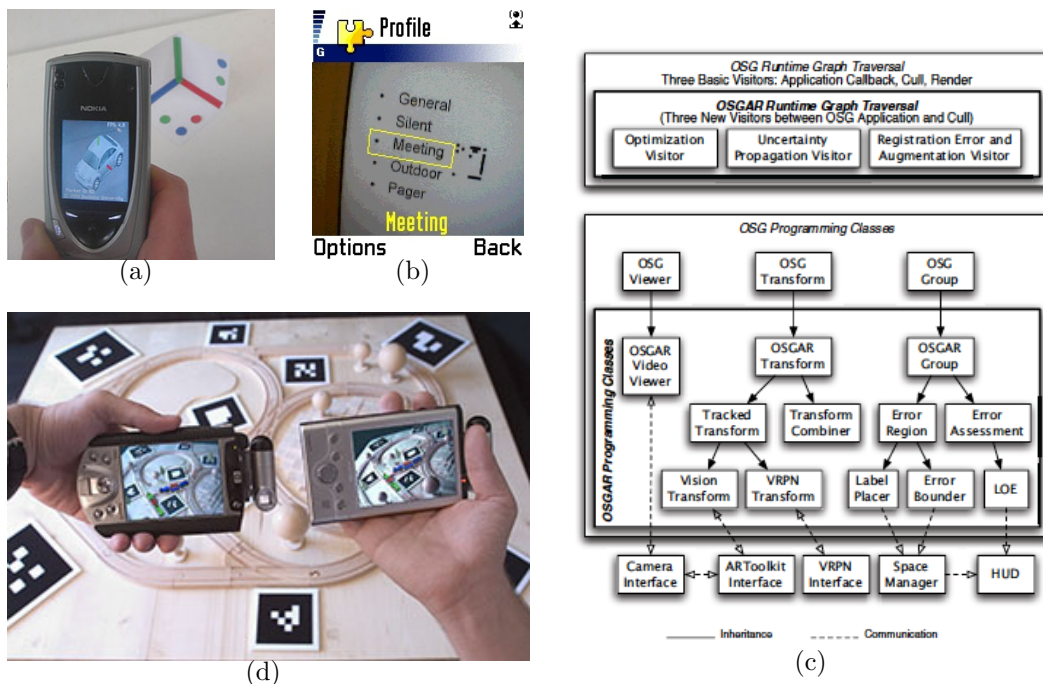 NOKIA
(a)
Profile
G
General
Silent
Meeting
Outdoor
Pager
Meeting
Options Back
(b)
(d)
OSG Runtime Graph Traversal
Three Basic Visitors: Application Callback, Cull, Render
OSGAR Runtime Graph Traversal
(Three New Visitors between OSG Application and Cull)
Optimization
Visitor
Uncertainty
Propagation Visitor
Registration Error and
Augmentation Visitor
OSG Programming Classes
OSG
Viewer
OSG
Transform
OSG
Group
OSGAR Programming Classes
OSGAR
Video
Viewer
OSGAR
Transform
OSGAR
Group
Tracked
Transform
Transform
Combiner
Error
Region
Error
Assessment
Vision
Transform
VRPN
Transform
Label
Placer
Error
Bounder
LOE
Camera
Interface
ARToolkit
Interface
VRPN
Interface
Space
Manager
HUD
Inheritance
Communication
(c)